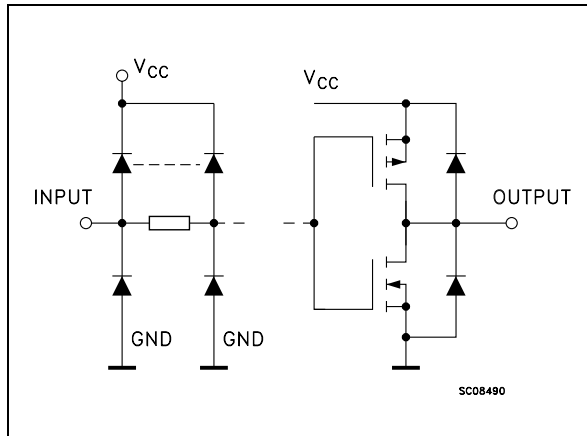 VCC
VCC
INPUT
OUTPUT
GND
GND
SC08490